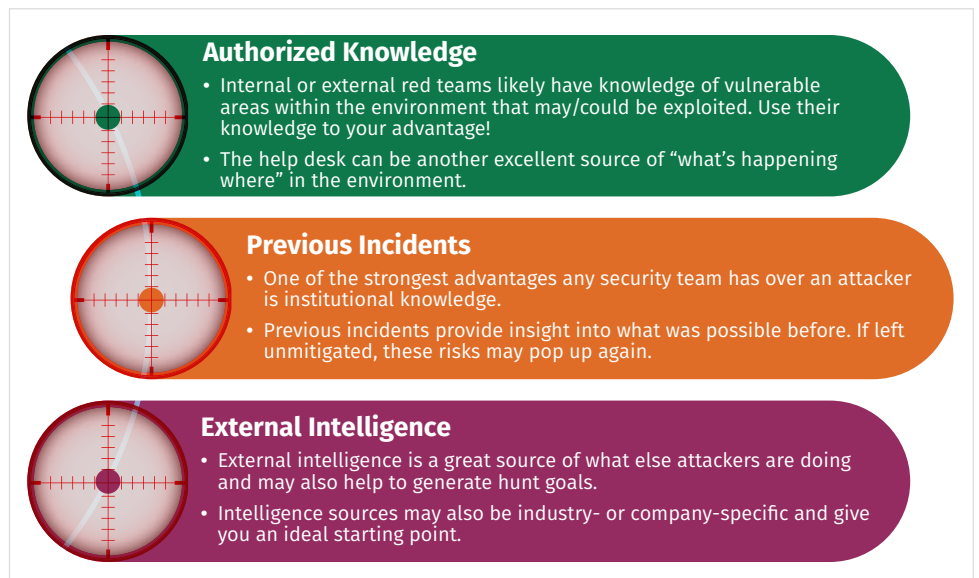 Authorized Knowledge
• Internal or external red teams likely have knowledge of vulnerable
areas within the environment that may/could be exploited. Use their
knowledge to your advantage!
• The help desk can be another excellent source of “what’s happening
where” in the environment.
Previous Incidents
• One of the strongest advantages any security team has over an attacker
is institutional knowledge.
• Previous incidents provide insight into what was possible before. If left
unmitigated, these risks may pop up again.
External Intelligence
• External intelligence is a great source of what else attackers are doing
and may also help to generate hunt goals.
• Intelligence sources may also be industry- or company-specific and give
you an ideal starting point.